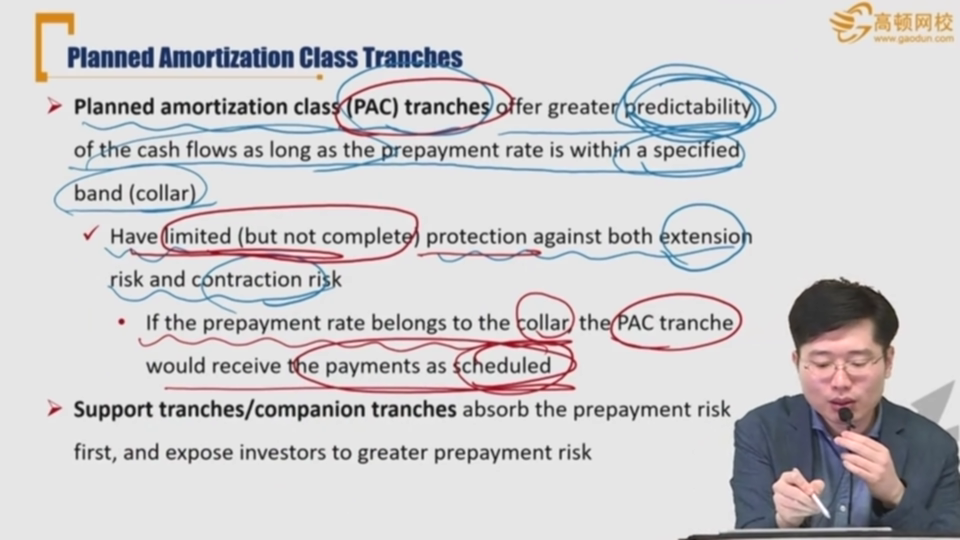 高顿网校
www.gaodun.com
Planned Amortization Class Tranches
➤ Planned amortization class (PAC) tranches offer greater predictability
of the cash flows as long as the prepayment rate is within a specified
band (collar)
✓ Have limited (but not complete) protection against both extension
risk and contraction risk
• If the prepayment rate belongs to the collar, the PAC tranche
would receive the payments as scheduled
➤ Support tranches/companion tranches absorb the prepayment risk
first, and expose investors to greater prepayment risk